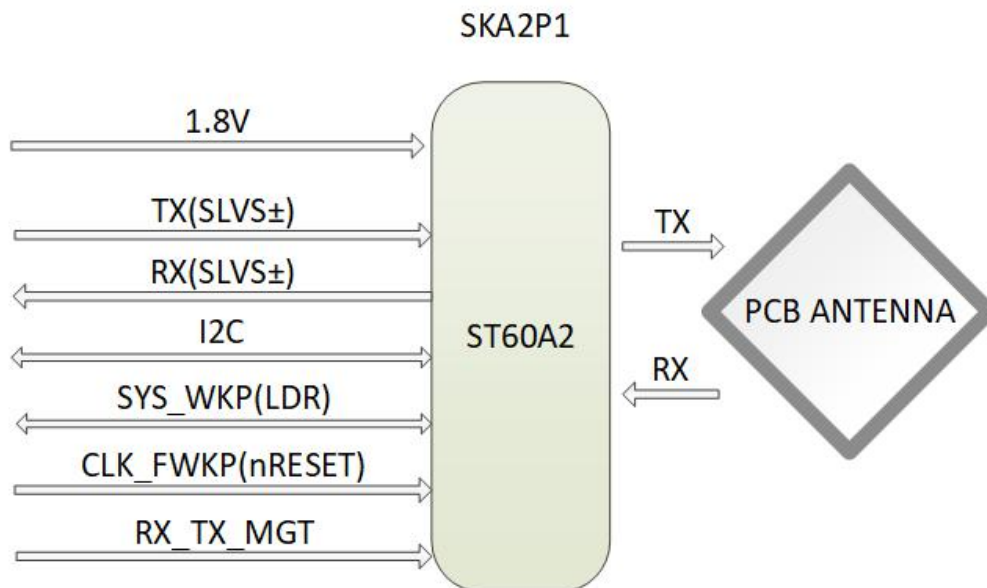 SKA2P1
1.8V
TX(SLVS±)
RX(SLVS±)
I2C
SYS_WKP(LDR)
CLK_FWKP(nRESET)
RX_TX_MGT
ST60A2
TX
RX
PCB ANTENNA